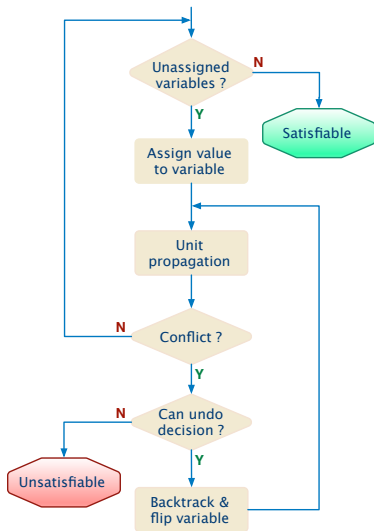 Unassigned
variables ?
N
Y
Satisfiable
Assign value
to variable
Unit
propagation
N
Conflict ?
Y
N
Can undo
decision ?
Y
Unsatisfiable
Backtrack &
flip variable